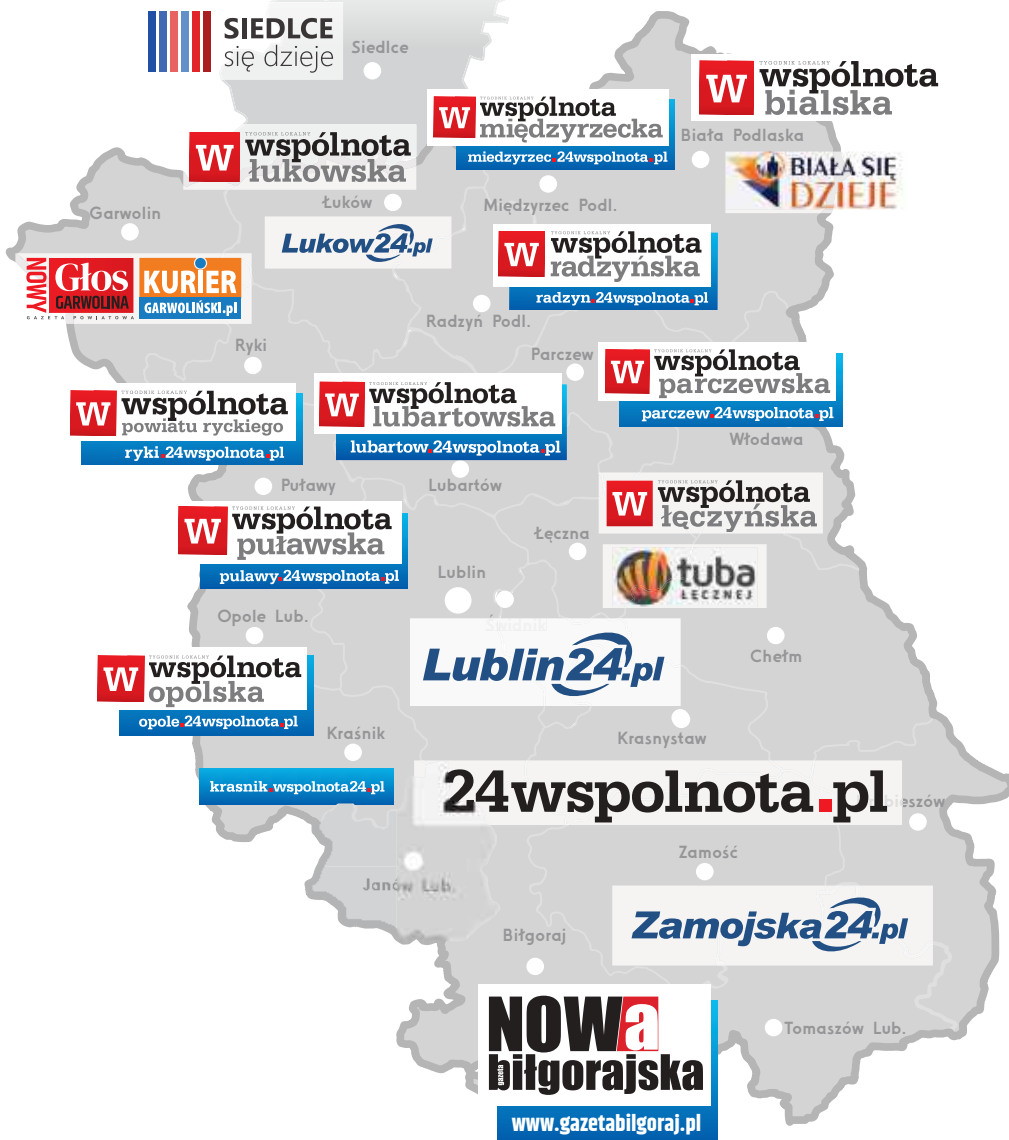 SIEDLCE
się dzieje
Siedlce
TYGODNIK LOKALNY
W wspólnota
bialska
TYGODNIK LOKALNY
W wspólnota
międzyrzecka
miedzyrzec.24wspolnota.pl
Biała Podlaska
TYGODNIK LOKALNY
W wspólnota
łukowska
BIAŁA SIĘ
DZIEJE
Łuków
Międzyrzec Podl.
Garwolin
Lukow24.pl
W wspólnota
radzyńska
radzyn.24wspolnota.pl
NOWY
Głos
GARWOLINA
GAZETA POWIATOWA
KURIER
GARWOLIŃSKI.pl
Radzyń Podl.
Ryki
Parczew
TYGODNIK LOKALNY
W wspólnota
parczewska
parczew.24wspolnota.pl
TYGODNIK LOKALNY
W wspólnota
powiatu ryckiego
ryki.24wspolnota.pl
TYGODNIK LOKALNY
W wspólnota
lubartowska
lubartow.24wspolnota.pl
Włodawa
Puławy
Lubartów
TYGODNIK LOKALNY
W wspólnota
łęczyńska
TYGODNIK LOKALNY
W wspólnota
puławska
pulawy.24wspolnota.pl
Łęczna
Lublin
tuba
ŁĘCZNEJ
Opole Lub.
Świdnik
Lublin24.pl
Chełm
TYGODNIK LOKALNY
W wspólnota
opolska
opole.24wspolnota.pl
Kraśnik
Krasnystaw
krasnik.wspolnota24.pl
24wspolnota.pl
bieszów
Zamość
Janów Lub.
Zamojska24.pl
Biłgoraj
NOWa
gazeta
biłgorajska
www.gazetabilgoraj.pl
Tomaszów Lub.